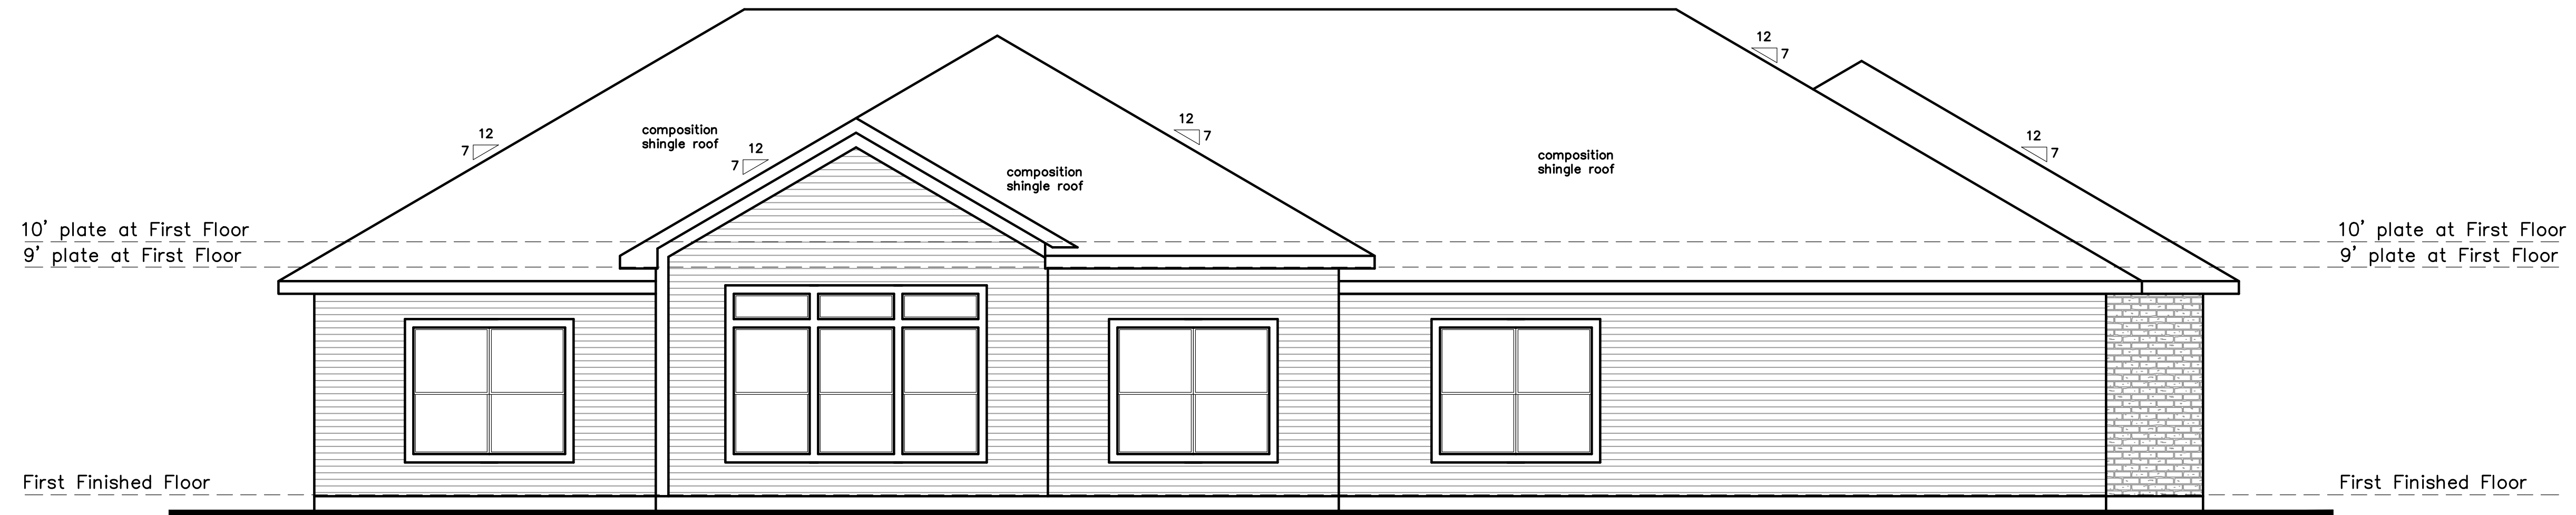 12
7
12
7
composition
shingle roof
12
7
composition
shingle roof
12
7
composition
shingle roof
12
7
10' plate at First Floor
9' plate at First Floor
10' plate at First Floor
9' plate at First Floor
First Finished Floor
First Finished Floor